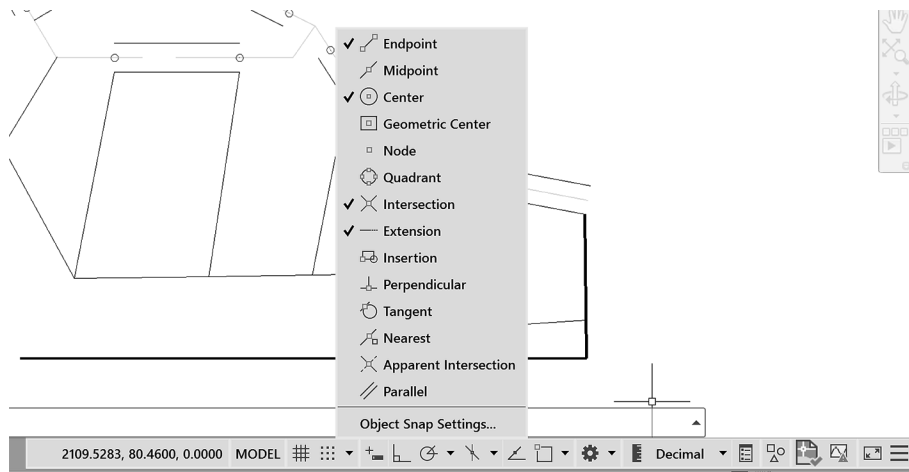 Endpoint
Midpoint
Center
Geometric Center
Node
Quadrant
Intersection
Extension
Insertion
Perpendicular
Tangent
Nearest
Apparent Intersection
Parallel
Object Snap Settings...
2109.5283, 80.4600, 0.0000 MODEL Decimal